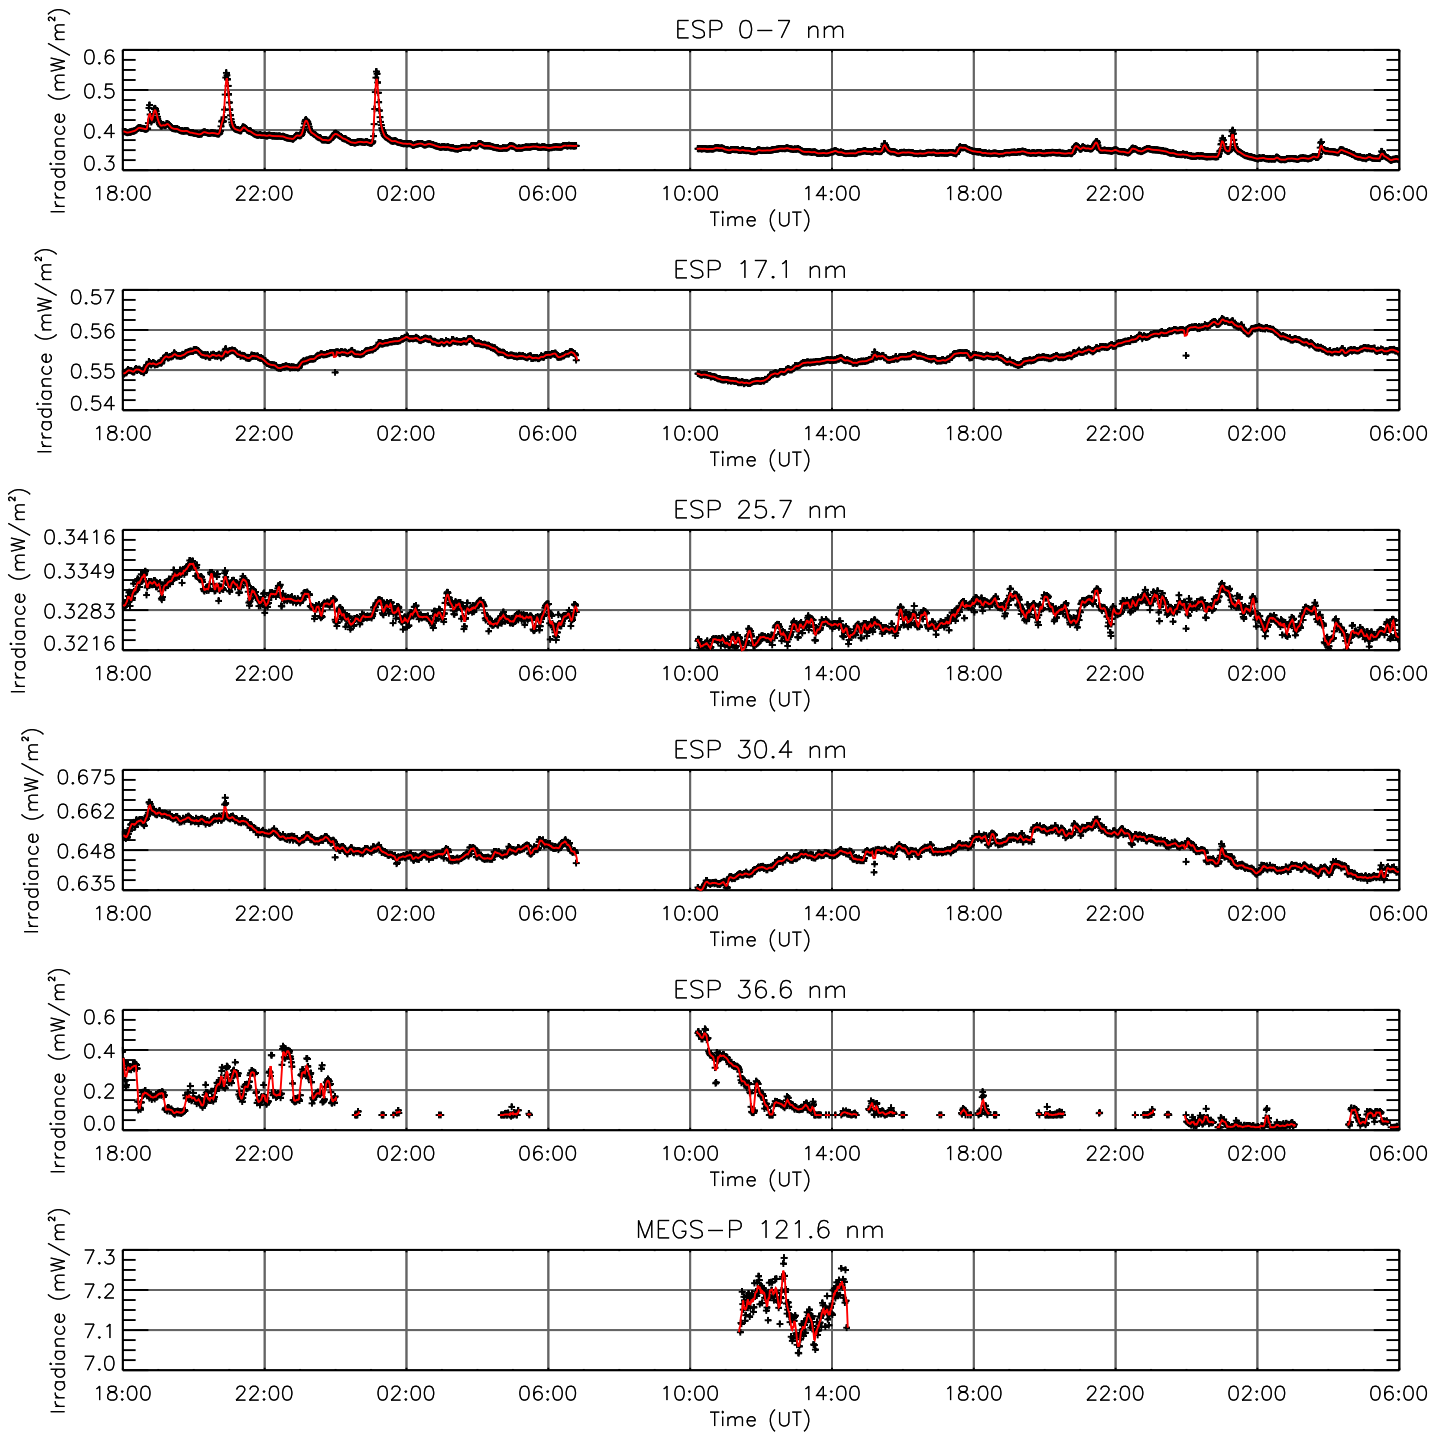 ESP 0–7 nm
Irradiance (mW/m²)
0.6
0.5
0.4
0.3
18:00 22:00 02:00 06:00 10:00 14:00 18:00 22:00 02:00 06:00
Time (UT)
ESP 17.1 nm
Irradiance (mW/m²)
0.57
0.56
0.55
0.54
18:00 22:00 02:00 06:00 10:00 14:00 18:00 22:00 02:00 06:00
Time (UT)
ESP 25.7 nm
Irradiance (mW/m²)
0.3416
0.3349
0.3283
0.3216
18:00 22:00 02:00 06:00 10:00 14:00 18:00 22:00 02:00 06:00
Time (UT)
ESP 30.4 nm
Irradiance (mW/m²)
0.675
0.662
0.648
0.635
18:00 22:00 02:00 06:00 10:00 14:00 18:00 22:00 02:00 06:00
Time (UT)
ESP 36.6 nm
Irradiance (mW/m²)
0.6
0.4
0.2
0.0
18:00 22:00 02:00 06:00 10:00 14:00 18:00 22:00 02:00 06:00
Time (UT)
MEGS–P 121.6 nm
Irradiance (mW/m²)
7.3
7.2
7.1
7.0
18:00 22:00 02:00 06:00 10:00 14:00 18:00 22:00 02:00 06:00
Time (UT)